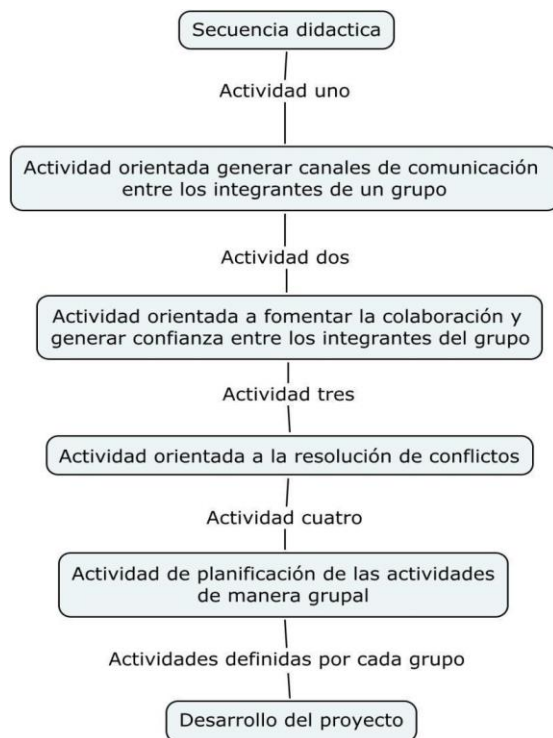 Secuencia didactica
Actividad uno
Actividad orientada generar canales de comunicación
entre los integrantes de un grupo
Actividad dos
Actividad orientada a fomentar la colaboración y
generar confianza entre los integrantes del grupo
Actividad tres
Actividad orientada a la resolución de conflictos
Actividad cuatro
Actividad de planificación de las actividades
de manera grupal
Actividades definidas por cada grupo
Desarrollo del proyecto